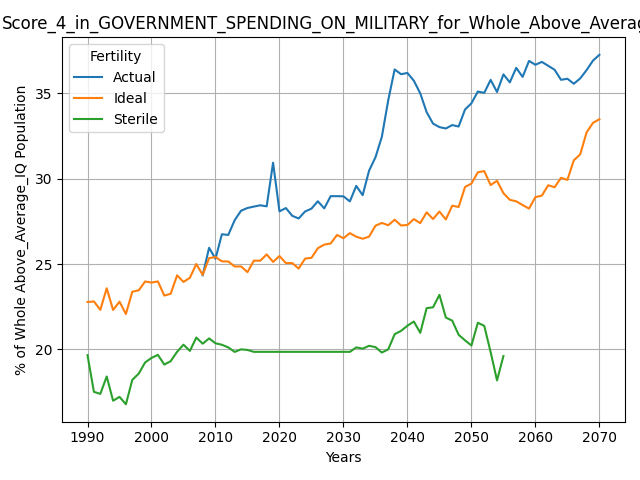 Score_4_in_GOVERNMENT_SPENDING_ON_MILITARY_for_Whole_Above_Averag
Fertility
Actual
Ideal
Sterile
% of Whole Above_Average_IQ Population
35
30
25
20
1990 2000 2010 2020 2030 2040 2050 2060 2070
Years